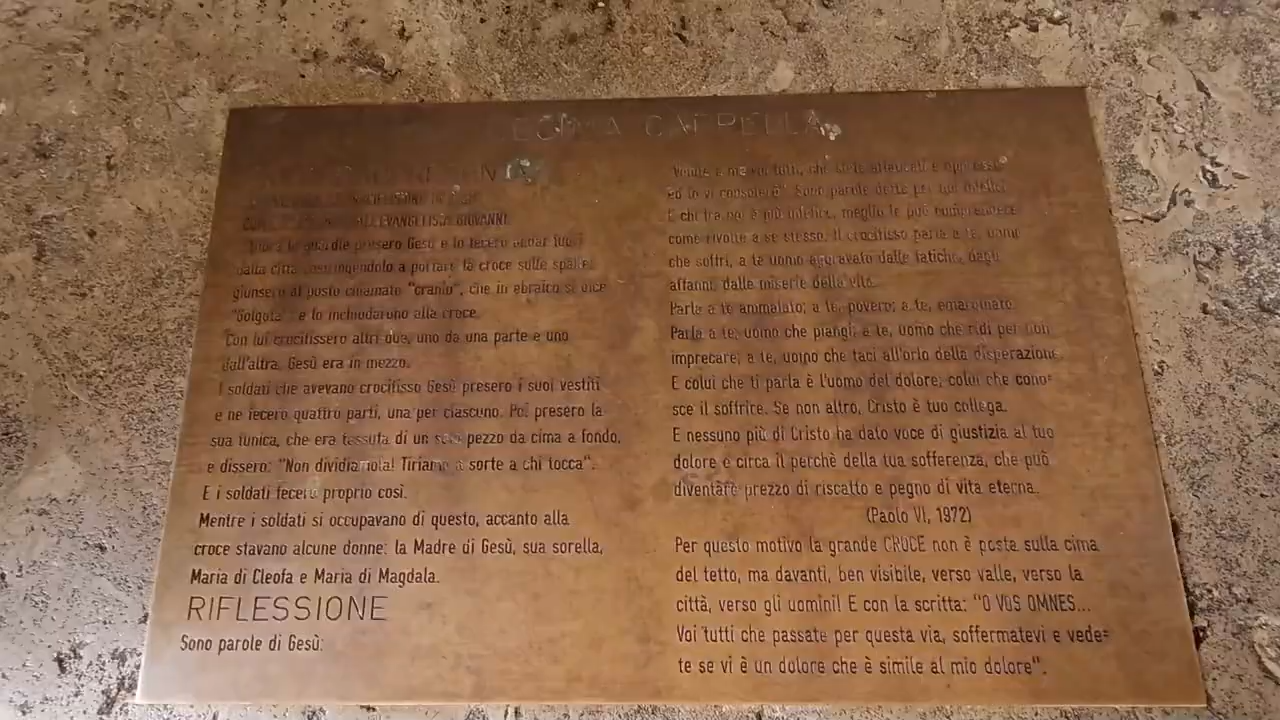 DECIMA CAPPELLA
DALL'EVANGELISTA GIOVANNI.
le guardie presero Gesù e lo fecero andar fuori
dalla città costringendolo a portare la croce sulle spalle;
giunsero al posto chiamato "cranio", che in ebraico si dice
"Golgota" e lo inchiodarono alla croce.
Con lui crocifissero altri due, uno da una parte e uno
dall'altra. Gesù era in mezzo.
I soldati che avevano crocifisso Gesù presero i suoi vestiti
e ne fecero quattro parti, una per ciascuno. Poi presero la
sua tunica, che era tessuta di un solo pezzo da cima a fondo,
e dissero: "Non dividiamola! Tiriamo a sorte a chi tocca".
E i soldati fecero proprio così.
Mentre i soldati si occupavano di questo, accanto alla
croce stavano alcune donne: la Madre di Gesù, sua sorella,
Maria di Cleofa e Maria di Magdala.
RIFLESSIONE
Sono parole di Gesù:
"Venite a me voi tutti, che siete affaticati e oppressi
ed io vi consolerò" Sono parole dette per gli infelici
E chi fra noi è più infelice, meglio le può comprendere
come rivolte a se stesso. Il crocifisso parla a te, uomo
che soffri, a te uomo aggravato dalle fatiche, dagli
affanni, dalle miserie della vita.
Parla a te ammalato; a te, povero; a te, emarginato.
Parla a te, uomo che piangi; a te, uomo che ridi per non
imprecare; a te, uomo che taci all'orlo della disperazione.
E colui che ti parla è l'uomo del dolore; colui che cono=
sce il soffrire. Se non altro, Cristo è tuo collega.
E nessuno più di Cristo ha dato voce di giustizia al tuo
dolore e circa il perchè della tua sofferenza, che può
diventare prezzo di riscatto e pegno di vita eterna.
(Paolo VI, 1972)
Per questo motivo la grande CROCE non è posta sulla cima
del tetto, ma davanti, ben visibile, verso valle, verso la
città, verso gli uomini! E con la scritta: "O VOS OMNES...
Voi tutti che passate per questa via, soffermatevi e vede=
te se vi è un dolore che è simile al mio dolore".